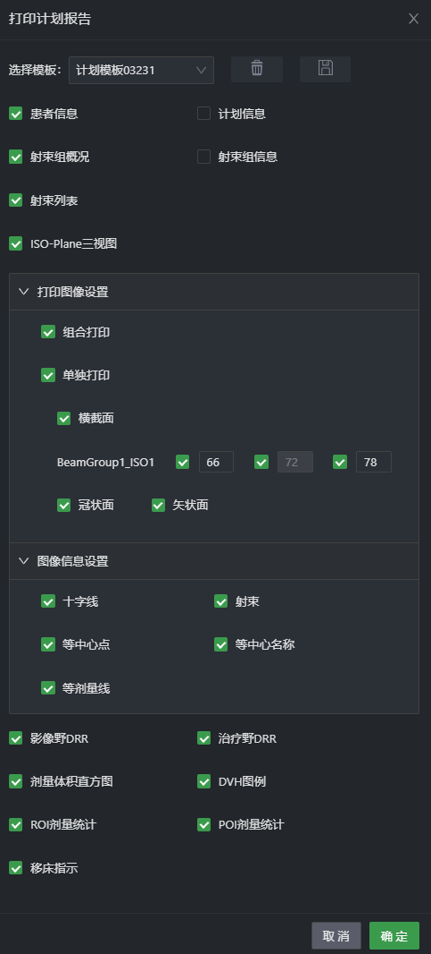 打印计划报告
选择模板： 计划模板03231
患者信息 计划信息
射束组概况 射束组信息
射束列表
ISO-Plane三视图
打印图像设置
组合打印
单独打印
横截面
BeamGroup1_ISO1 66 72 78
冠状面 矢状面
图像信息设置
十字线 射束
等中心点 等中心名称
等剂量线
影像野DRR 治疗野DRR
剂量体积直方图 DVH图例
ROI剂量统计 POI剂量统计
移床指示
取消 确定